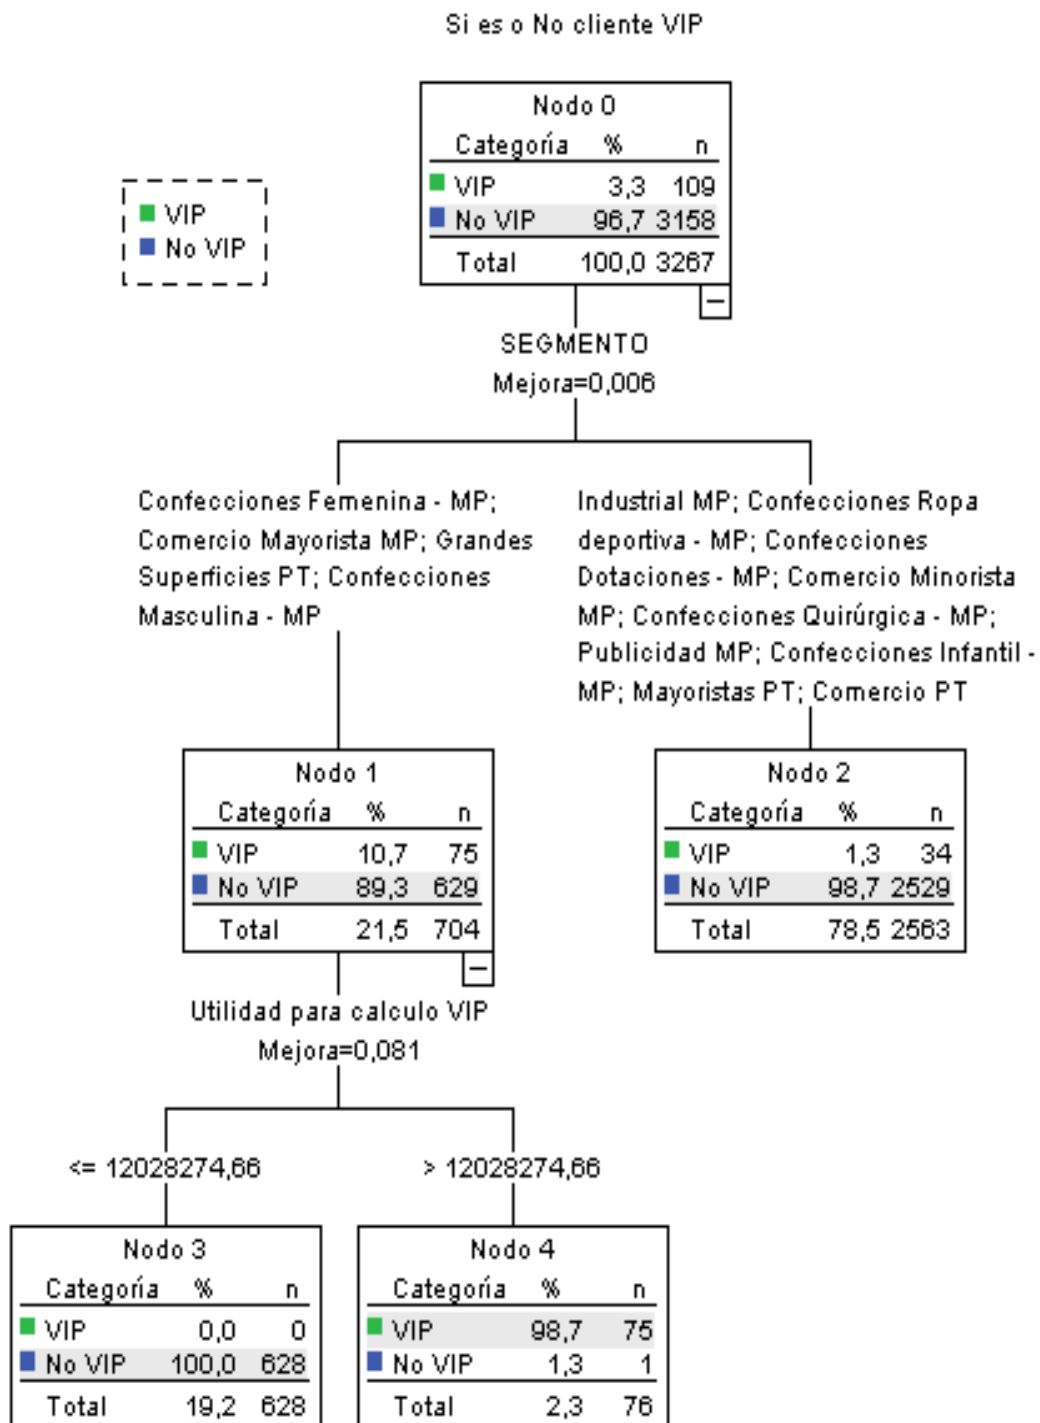 Si es o No cliente VIP
Nodo 0
Categoría % n
VIP 3,3 109
No VIP 96,7 3158
Total 100,0 3267
VIP
No VIP
SEGMENTO
Mejora=0,006
Confecciones Femenina - MP;
Comercio Mayorista MP; Grandes
Superficies PT; Confecciones
Masculina - MP
Industrial MP; Confecciones Ropa
deportiva - MP; Confecciones
Dotaciones - MP; Comercio Minorista
MP; Confecciones Quirúrgica - MP;
Publicidad MP; Confecciones Infantil -
MP; Mayoristas PT; Comercio PT
Nodo 1
Categoría % n
VIP 10,7 75
No VIP 89,3 629
Total 21,5 704
Nodo 2
Categoría % n
VIP 1,3 34
No VIP 98,7 2529
Total 78,5 2563
Utilidad para calculo VIP
Mejora=0,081
<= 12028274,66
> 12028274,66
Nodo 3
Categoría % n
VIP 0,0 0
No VIP 100,0 628
Total 19,2 628
Nodo 4
Categoría % n
VIP 98,7 75
No VIP 1,3 1
Total 2,3 76